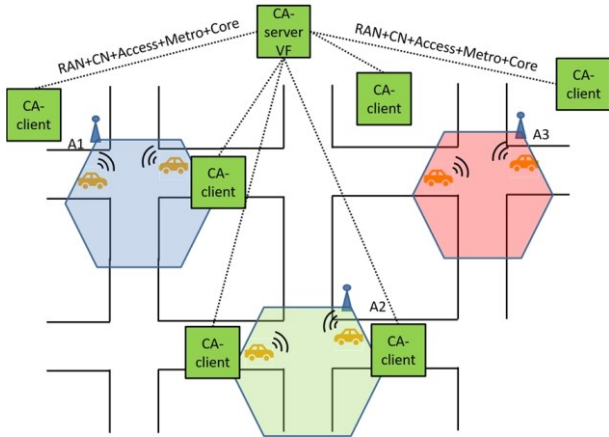 CA-
server
VF
RAN+CN+Access+Metro+Core
RAN+CN+Access+Metro+Core
CA-
client
CA-
client
CA-
client
A1
A3
CA-
client
A2
CA-
client
CA-
client